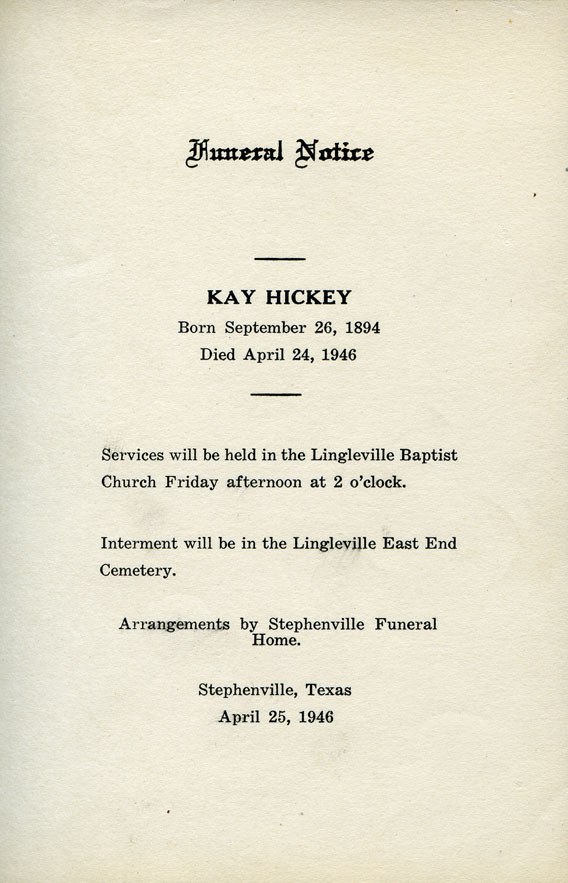 Funeral Notice
KAY HICKEY
Born September 26, 1894
Died April 24, 1946
Services will be held in the Lingleville Baptist
Church Friday afternoon at 2 o'clock.
Interment will be in the Lingleville East End
Cemetery.
Arrangements by Stephenville Funeral
Home.
Stephenville, Texas
April 25, 1946